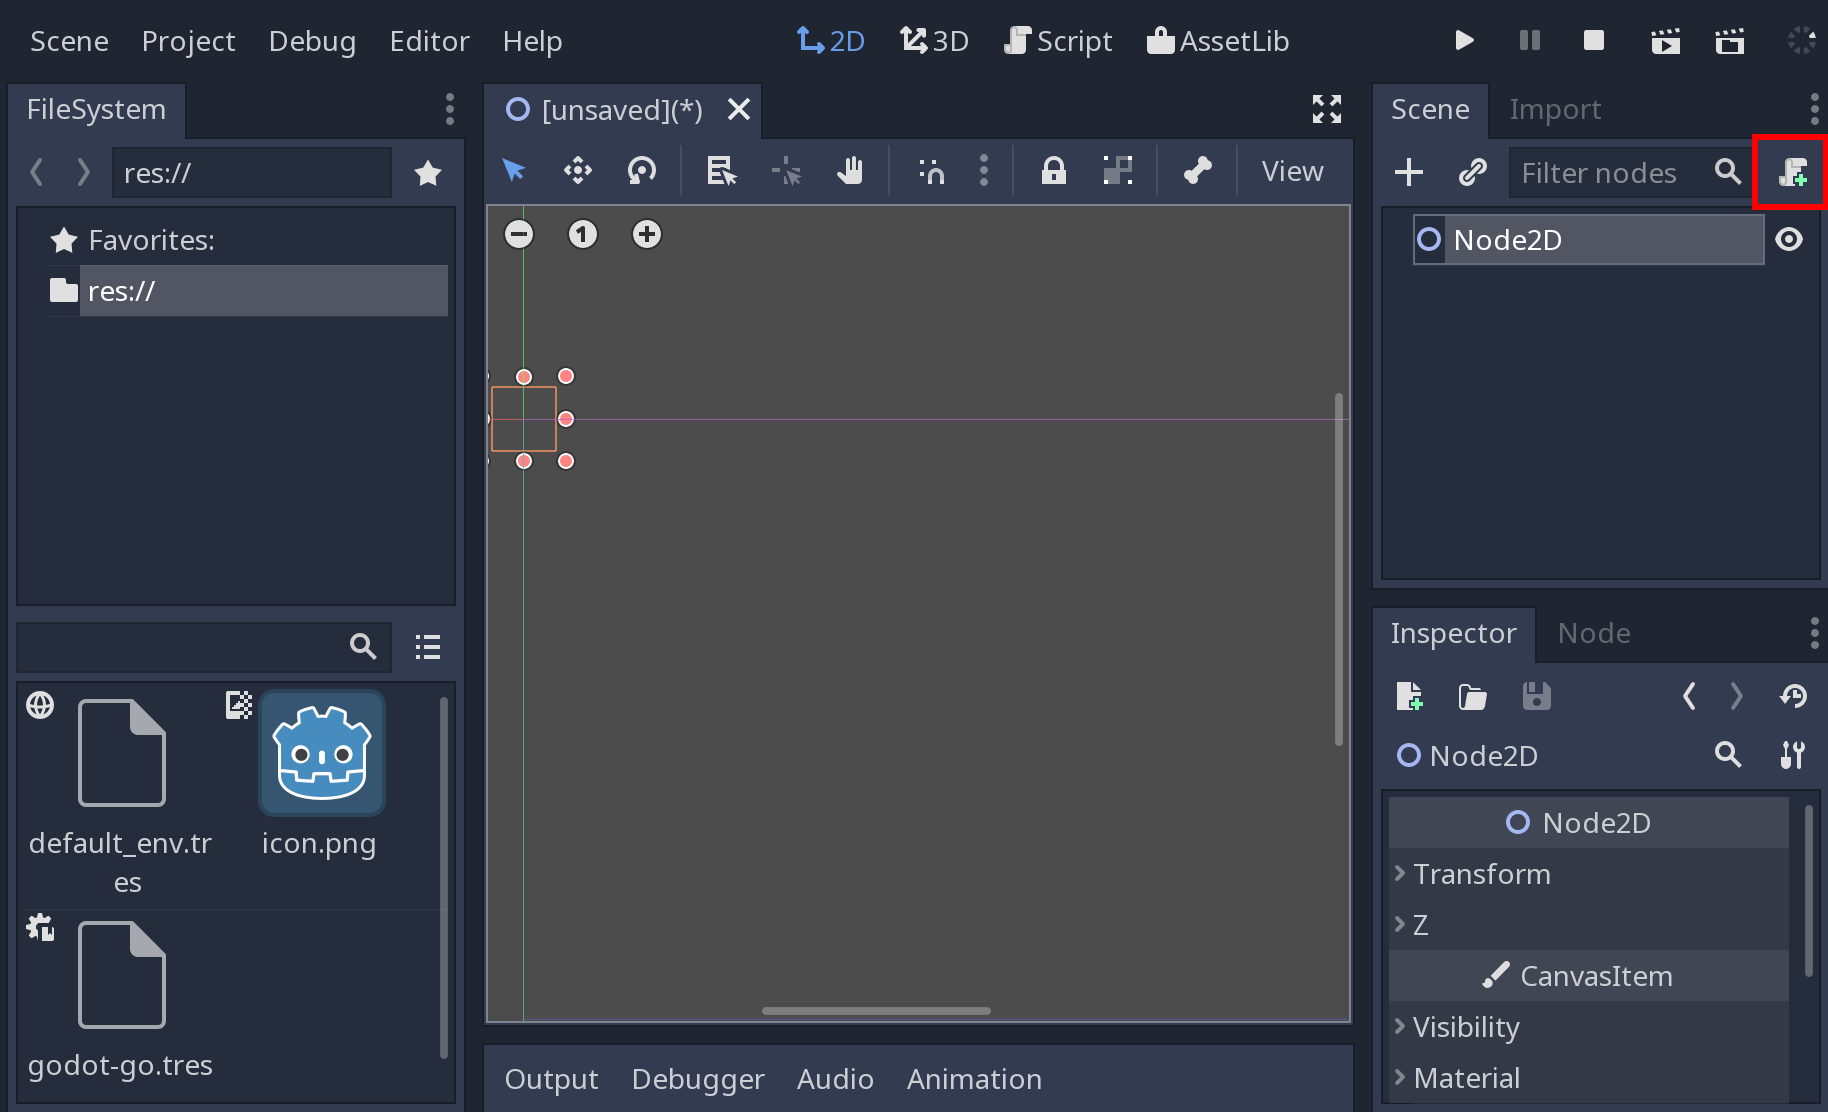 Scene Project Debug Editor Help 2D 3D Script AssetLib
FileSystem
res://
Favorites:
res://
default_env.tr
es
icon.png
godot-go.tres
[unsaved](*)
View
1
Output Debugger Audio Animation
Scene Import
Filter nodes
Node2D
Inspector Node
Node2D
Node2D
Transform
Z
CanvasItem
Visibility
Material